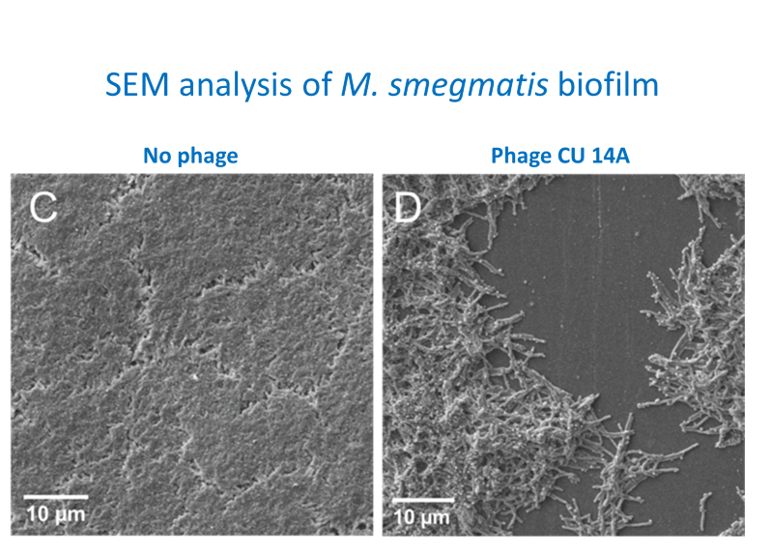 SEM analysis of M. smegmatis biofilm
No phage
Phage CU 14A
C
D
10 µm
10 µm